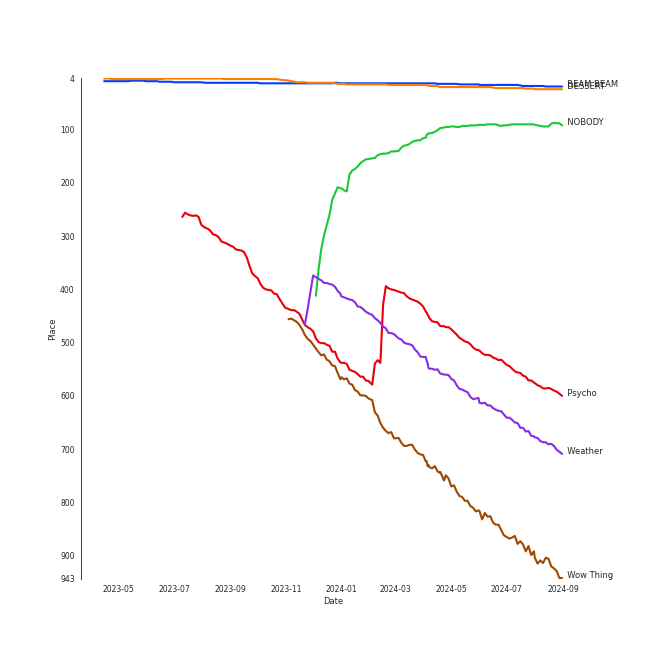 4
BEAM BEAM
DESSERT
NOBODY
100
200
300
400
500
600
700
800
900
943
Place
Psycho
Weather
Wow Thing
2023-05
2023-07
2023-09
2023-11
2024-01
2024-03
2024-05
2024-07
2024-09
Date